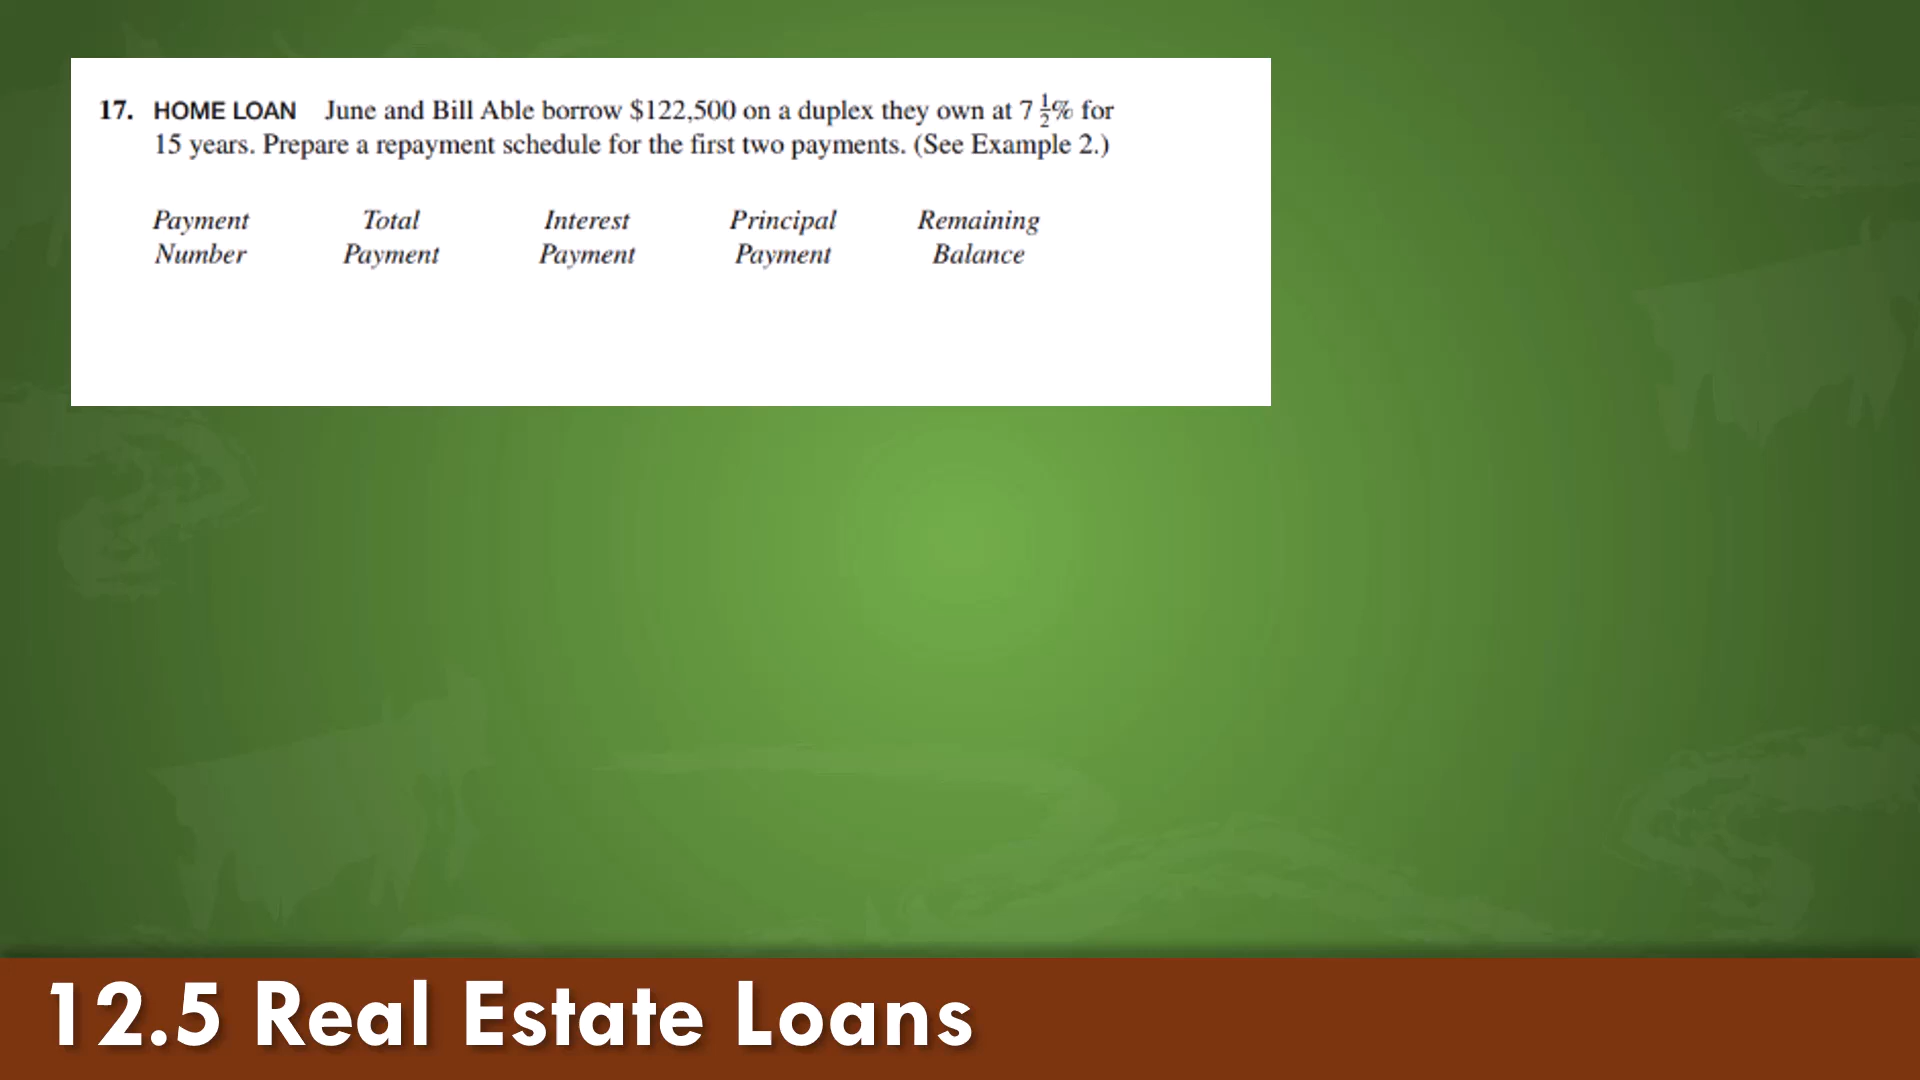 17. HOME LOAN June and Bill Able borrow $122,500 on a duplex they own at 7 ½% for
15 years. Prepare a repayment schedule for the first two payments. (See Example 2.)
Payment Total Interest Principal Remaining
Number Payment Payment Payment Balance
12.5 Real Estate Loans